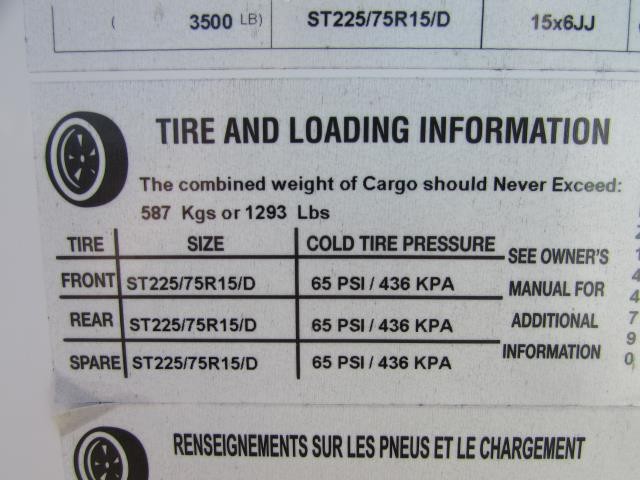 ( 3500 LB) ST225/75R15/D 15x6JJ
TIRE AND LOADING INFORMATION
The combined weight of Cargo should Never Exceed:
587 Kgs or 1293 Lbs
TIRE SIZE COLD TIRE PRESSURE
FRONT ST225/75R15/D 65 PSI / 436 KPA
REAR ST225/75R15/D 65 PSI / 436 KPA
SPARE ST225/75R15/D 65 PSI / 436 KPA
SEE OWNER'S
MANUAL FOR
ADDITIONAL
INFORMATION
2144790
RENSEIGNEMENTS SUR LES PNEUS ET LE CHARGEMENT